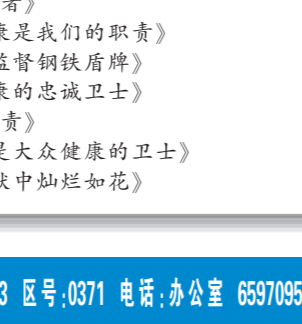 者》
康是我们的职责》
监督钢铁盾牌》
康的忠诚卫士》
责》
是大众健康的卫士》
献中灿烂如花》
3 区号:0371 电话:办公室 6597095